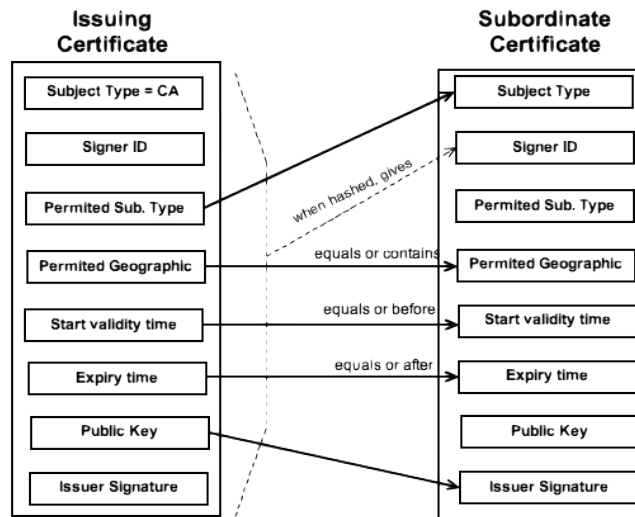 Issuing
Certificate
Subject Type = CA
Signer ID
Permited Sub. Type
Permited Geographic
Start validity time
Expiry time
Public Key
Issuer Signature
when hashed, gives
equals or contains
equals or before
equals or after
Subordinate
Certificate
Subject Type
Signer ID
Permited Sub. Type
Permited Geographic
Start validity time
Expiry time
Public Key
Issuer Signature